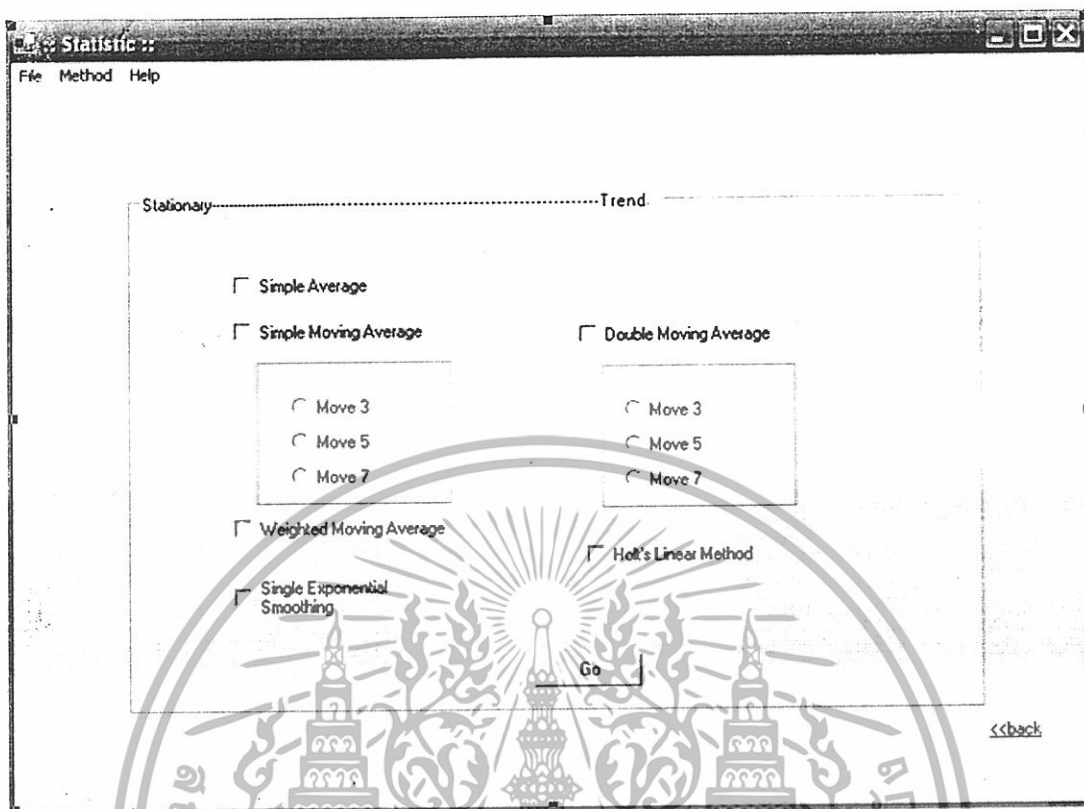 :: Statistic ::
File Method Help
Stationary Trend
Simple Average
Simple Moving Average
Move 3
Move 5
Move 7
Weighted Moving Average
Single Exponential
Smoothing
Double Moving Average
Move 3
Move 5
Move 7
Holt's Linear Method
Go
<<back